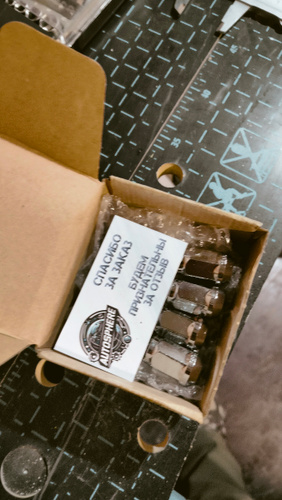 СПАСИБО
ЗА ЗАКАЗ
БУДЕМ
ПРИЗНАТЕЛЬНЫ
ЗА ОТЗЫВ
AUTOSPHERE